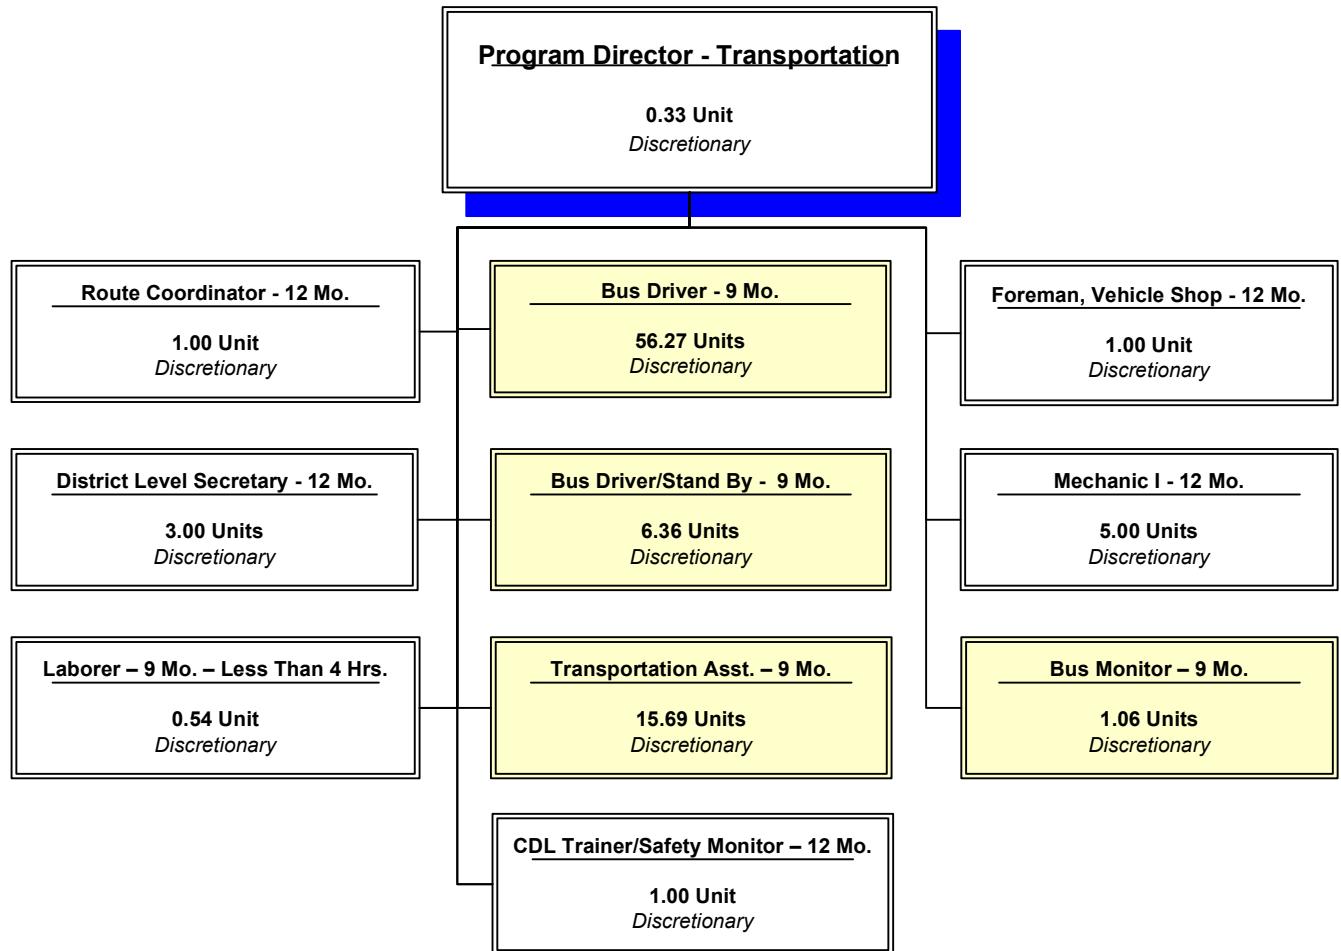 Program Director - Transportation
0.33 Unit
Discretionary
Route Coordinator - 12 Mo.
1.00 Unit
Discretionary
Bus Driver - 9 Mo.
56.27 Units
Discretionary
Foreman, Vehicle Shop - 12 Mo.
1.00 Unit
Discretionary
District Level Secretary - 12 Mo.
3.00 Units
Discretionary
Bus Driver/Stand By - 9 Mo.
6.36 Units
Discretionary
Mechanic I - 12 Mo.
5.00 Units
Discretionary
Laborer – 9 Mo. – Less Than 4 Hrs.
0.54 Unit
Discretionary
Transportation Asst. – 9 Mo.
15.69 Units
Discretionary
Bus Monitor – 9 Mo.
1.06 Units
Discretionary
CDL Trainer/Safety Monitor – 12 Mo.
1.00 Unit
Discretionary